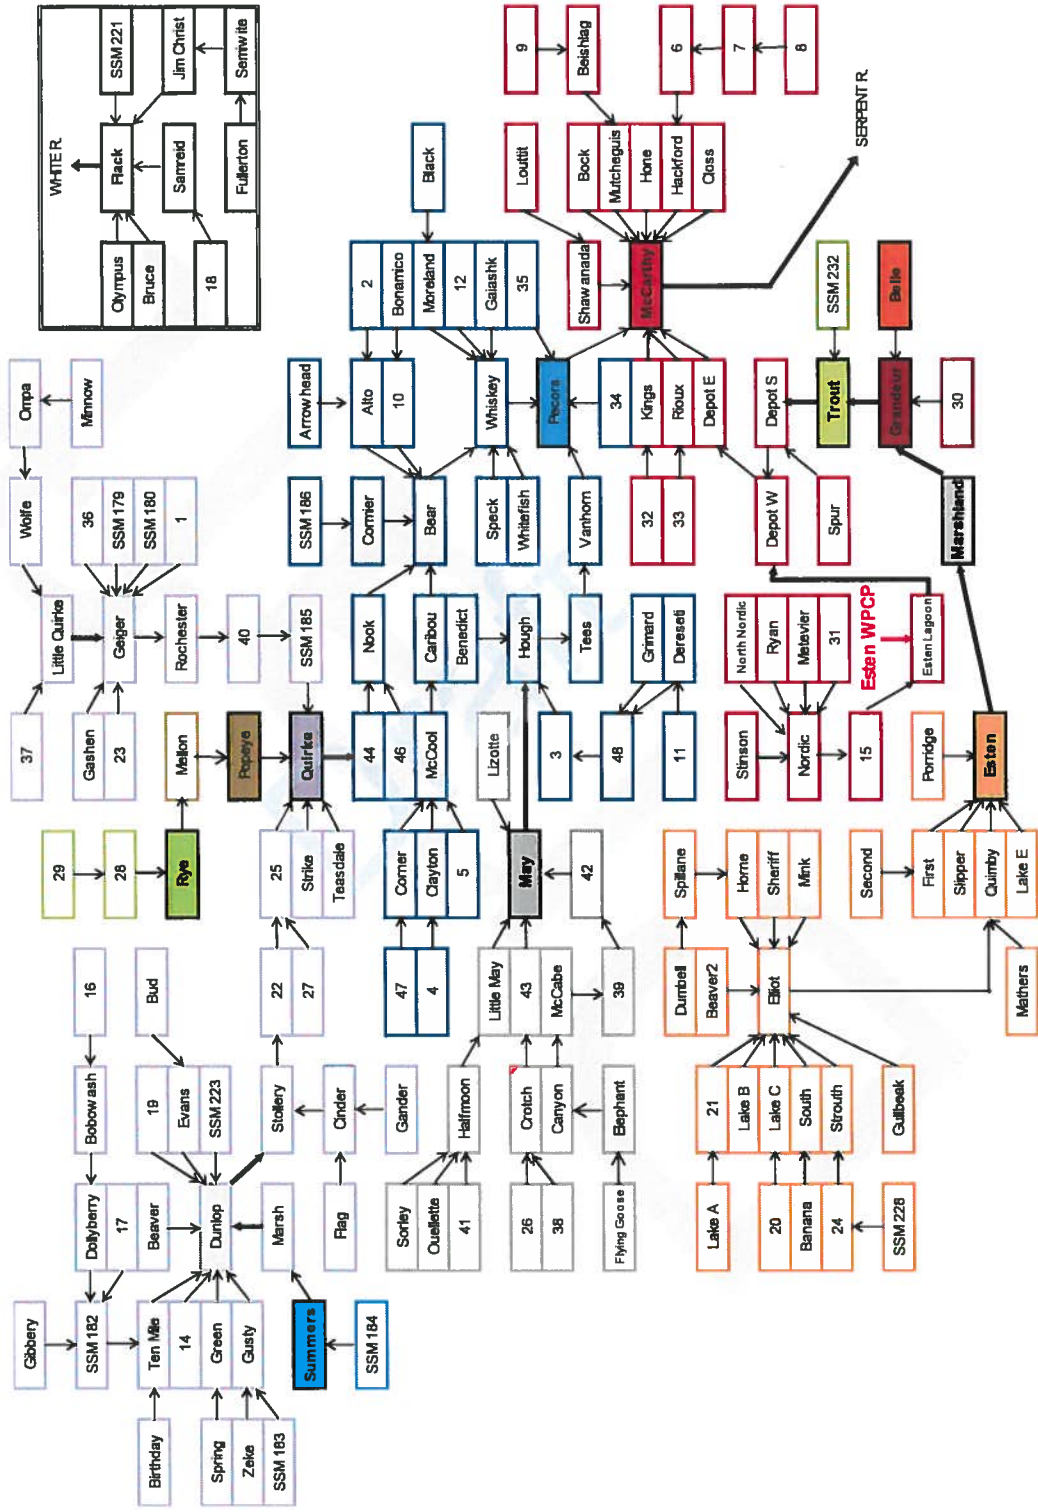 Birthday
Spring
Zeke
SSM 183
Gibbery
SSM 182
Ten Mile
14
Green
Gusty
Summers
SSM 184
Dollyberry
17
Beaver
Dunlop
Marsh
Flag
Sorley
Ouellette
41
26
38
Flying Goose
Lake A
20
Banana
24
SSM 228
Bobowash
19
Evans
SSM 223
Stollery
Cinder
Gander
Halfmoon
Crotch
Canyon
Elephant
21
Lake B
Lake C
South
Strouth
Gullbeak
16
Bud
22
27
47
4
Little May
43
McCabe
39
Dumbell
Beaver2
Elliot
Mathers
29
28
Rye
25
Strike
Teasdale
Corner
Clayton
5
May
42
Spillane
Horne
Sheriff
Mink
Second
First
Slipper
Quimby
Lake E
37
Gashen
23
Mellon
Popeye
Quirke
44
46
McCool
Lizotte
3
48
11
Stinson
Nordic
15
Porridge
Esten
Little Quirke
Geiger
Rochester
40
SSM 185
Nook
Caribou
Benedict
Hough
Tees
Grimard
Dereseti
North Nordic
Ryan
Metevier
31
Esten WPCP
Esten Lagoon
Wolfe
36
SSM 179
SSM 180
1
SSM 186
Cormier
Bear
Speck
Whitefish
Vanhorn
32
33
Depot W
Spur
Marshland
Ompa
Minnow
Arrowhead
Alto
10
Whiskey
Pecors
34
Kings
Rioux
Depot E
Depot S
Trout
Grandeur
30
2
Bonamico
Moreland
12
Gaiashk
35
Shawanada
McCarthy
SSM 232
Belle
Black
Louttit
Bock
Mutcheguis
Hone
Hackford
Closs
SERPENT R.
9
Beishtag
6
7
8
WHITE R.
Olympus
Bruce
18
Flack
Samreid
SSM 221
Jim Christ
Fullerton
Semiwite